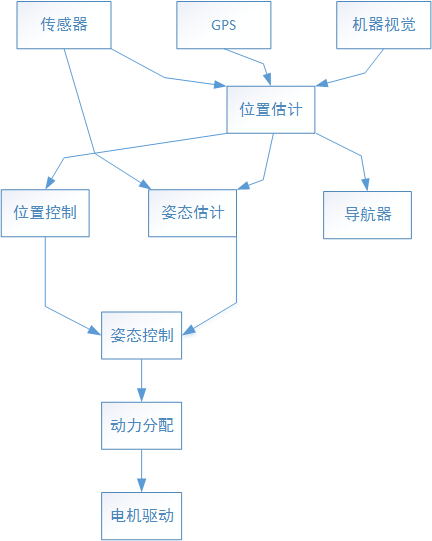 传感器
GPS
机器视觉
位置估计
位置控制
姿态估计
导航器
姿态控制
动力分配
电机驱动